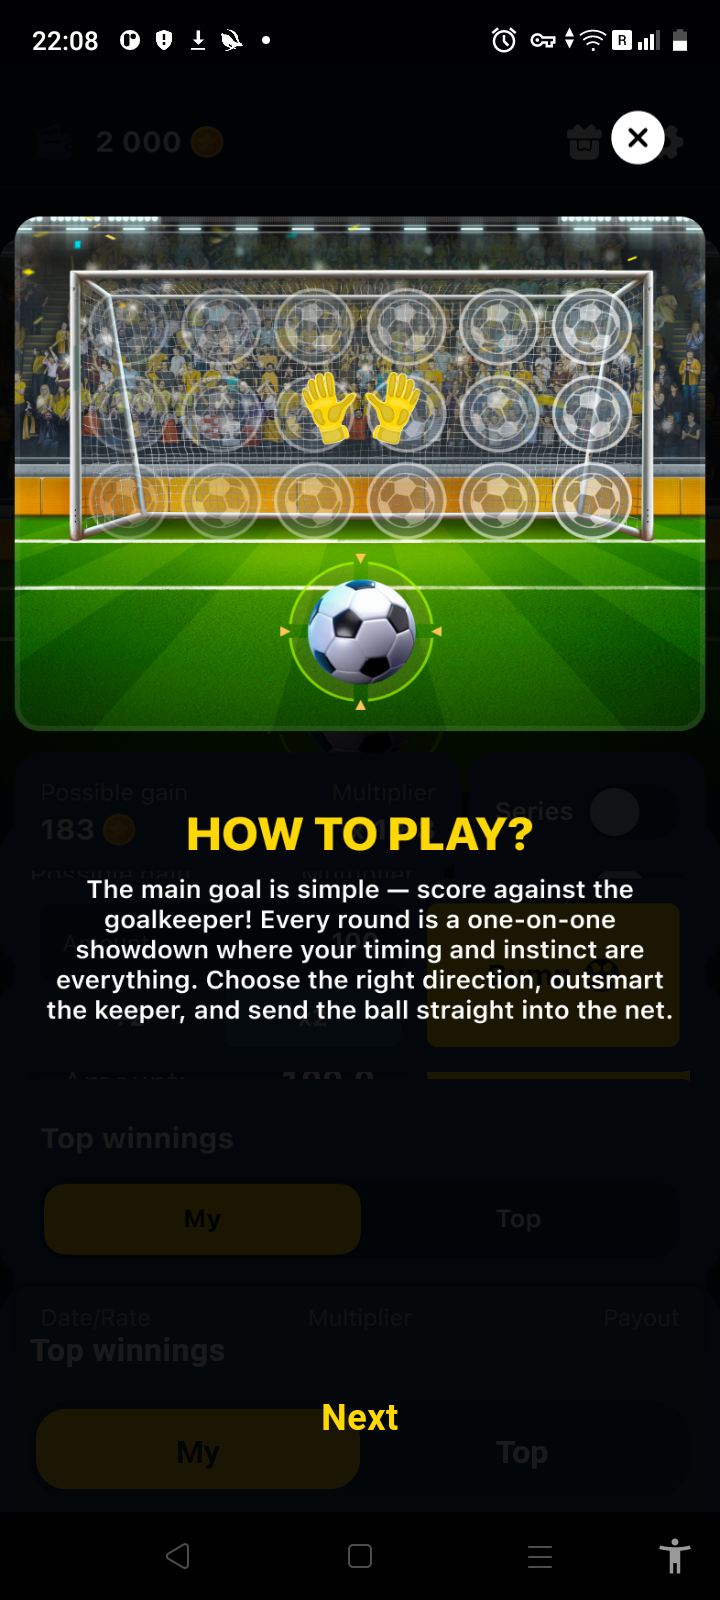 22:08
R
2 000
Possible gain
Multiplier
183
Series
HOW TO PLAY?
The main goal is simple — score against the
goalkeeper! Every round is a one-on-one
showdown where your timing and instinct are
everything. Choose the right direction, outsmart
the keeper, and send the ball straight into the net.
100
x2
Top winnings
My
Top
Date/Rate
Multiplier
Payout
Top winnings
Next
My
Top